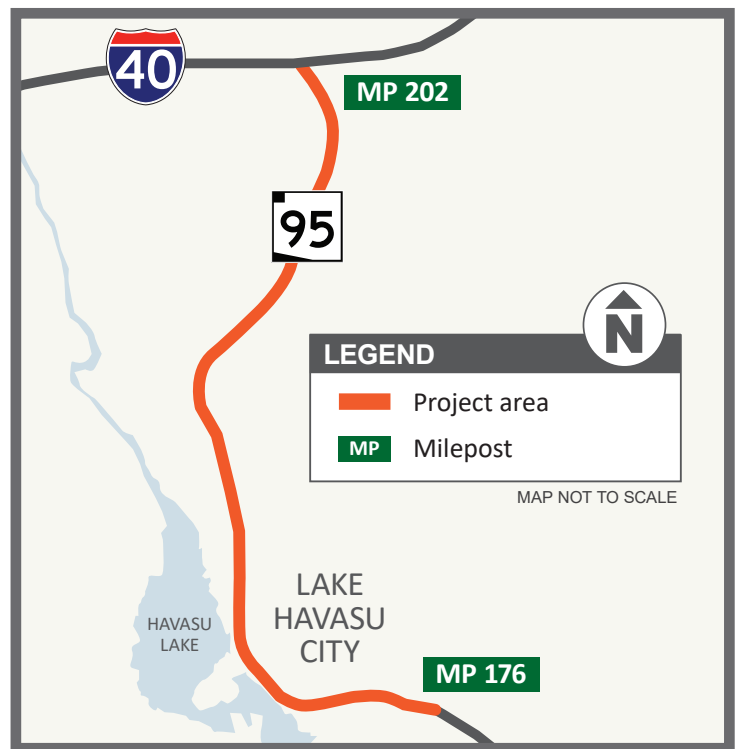 40
MP 202
95
N
LEGEND
Project area
MP Milepost
MAP NOT TO SCALE
LAKE
HAVASU
CITY
HAVASU
LAKE
MP 176